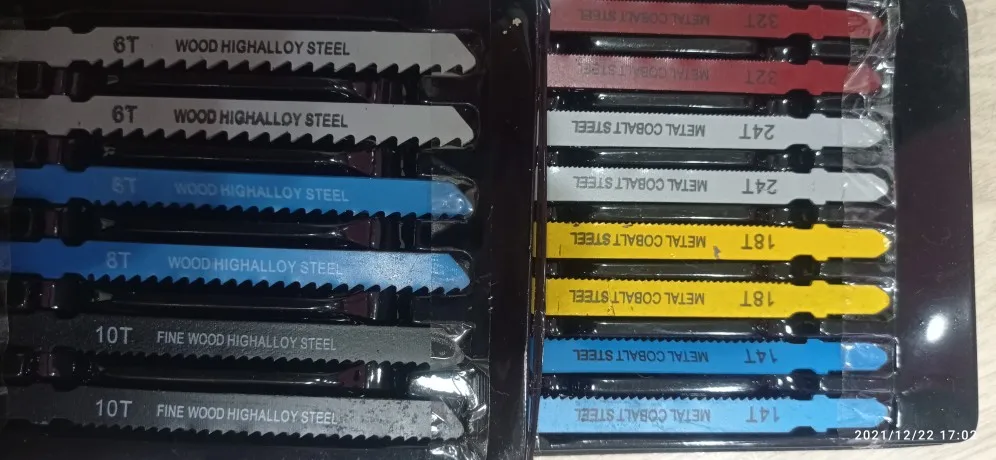 6T WOOD HIGHALLOY STEEL
6T WOOD HIGHALLOY STEEL
8T WOOD HIGHALLOY STEEL
8T WOOD HIGHALLOY STEEL
10T FINE WOOD HIGHALLOY STEEL
10T FINE WOOD HIGHALLOY STEEL
32T METAL COBALT STEEL
32T METAL COBALT STEEL
24T METAL COBALT STEEL
24T METAL COBALT STEEL
18T METAL COBALT STEEL
18T METAL COBALT STEEL
14T METAL COBALT STEEL
14T METAL COBALT STEEL
2021/12/22 17:02